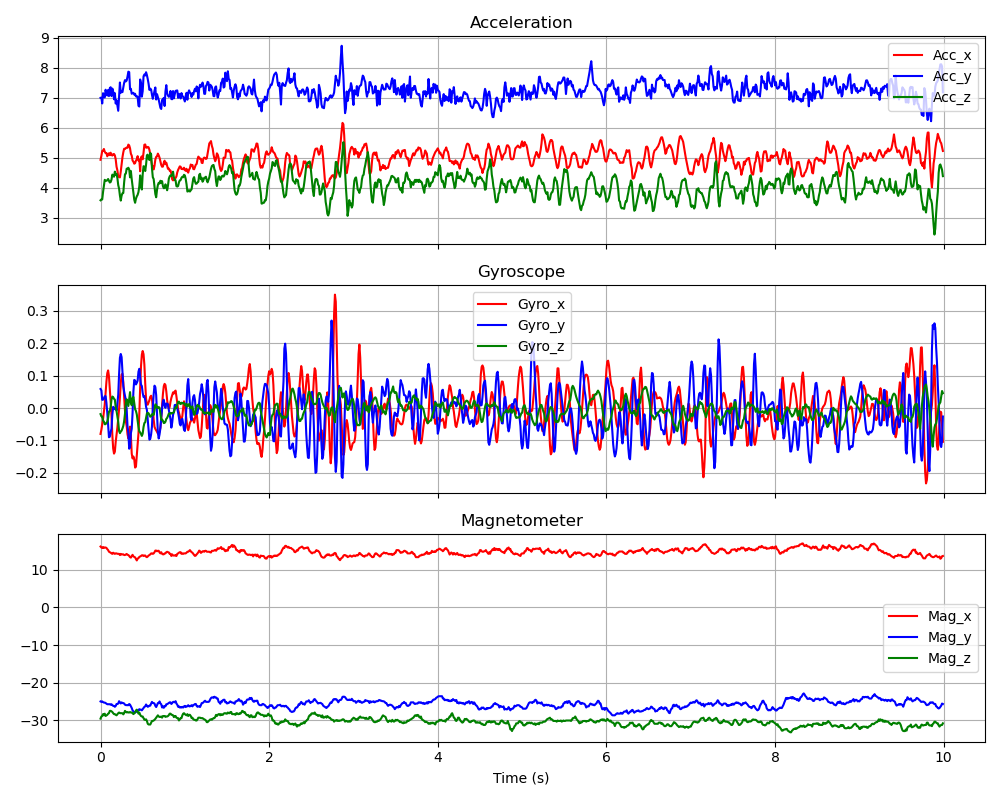 Acceleration
9
8
7
6
5
4
3
Acc_x
Acc_y
Acc_z
Gyroscope
0.3
0.2
0.1
0.0
−0.1
−0.2
Gyro_x
Gyro_y
Gyro_z
Magnetometer
10
0
−10
−20
−30
Mag_x
Mag_y
Mag_z
0 2 4 6 8 10
Time (s)